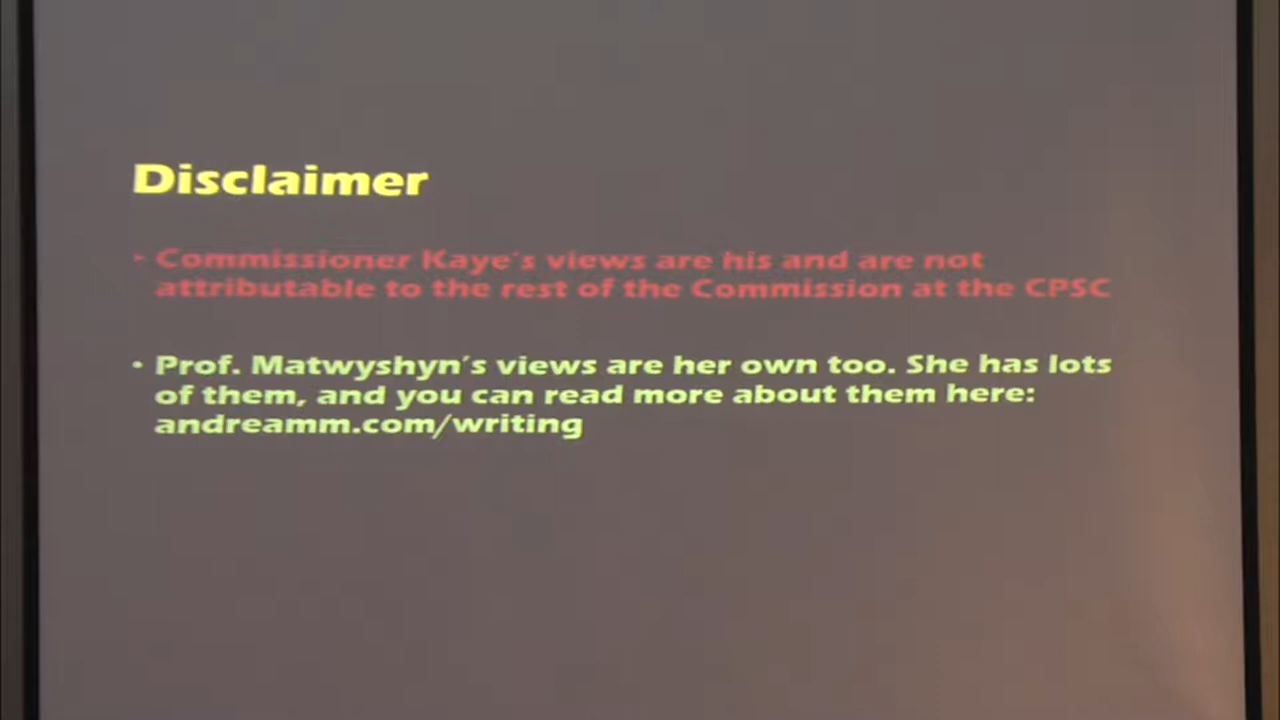 Disclaimer
• Commissioner Kaye's views are his and are not
attributable to the rest of the Commission at the CPSC
• Prof. Matwyshyn's views are her own too. She has lots
of them, and you can read more about them here:
andreamm.com/writing